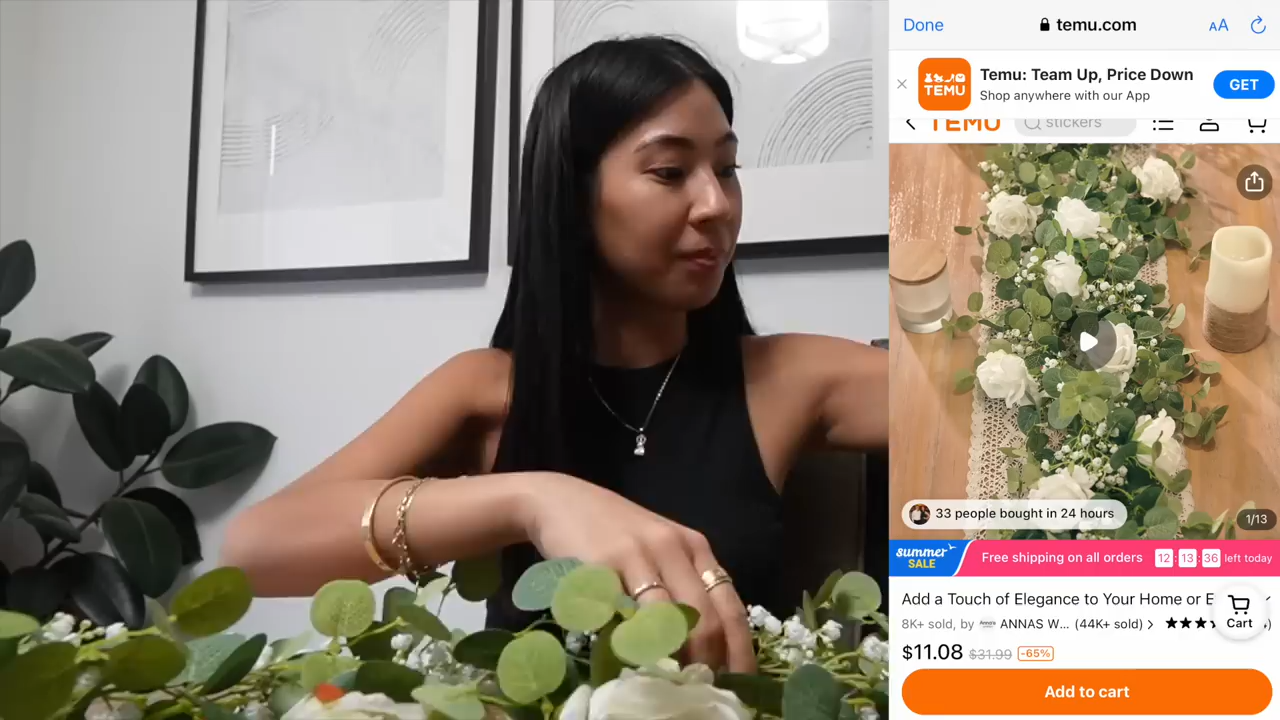 Done
temu.com
AA
TEMU
Temu: Team Up, Price Down
Shop anywhere with our App
GET
TEMU
stickers
33 people bought in 24 hours
1/13
summer
SALE
Free shipping on all orders
12:13:36 left today
Add a Touch of Elegance to Your Home or E
8K+ sold, by ANNAS W... (44K+ sold)
Cart
$11.08 $31.99 -65%
Add to cart